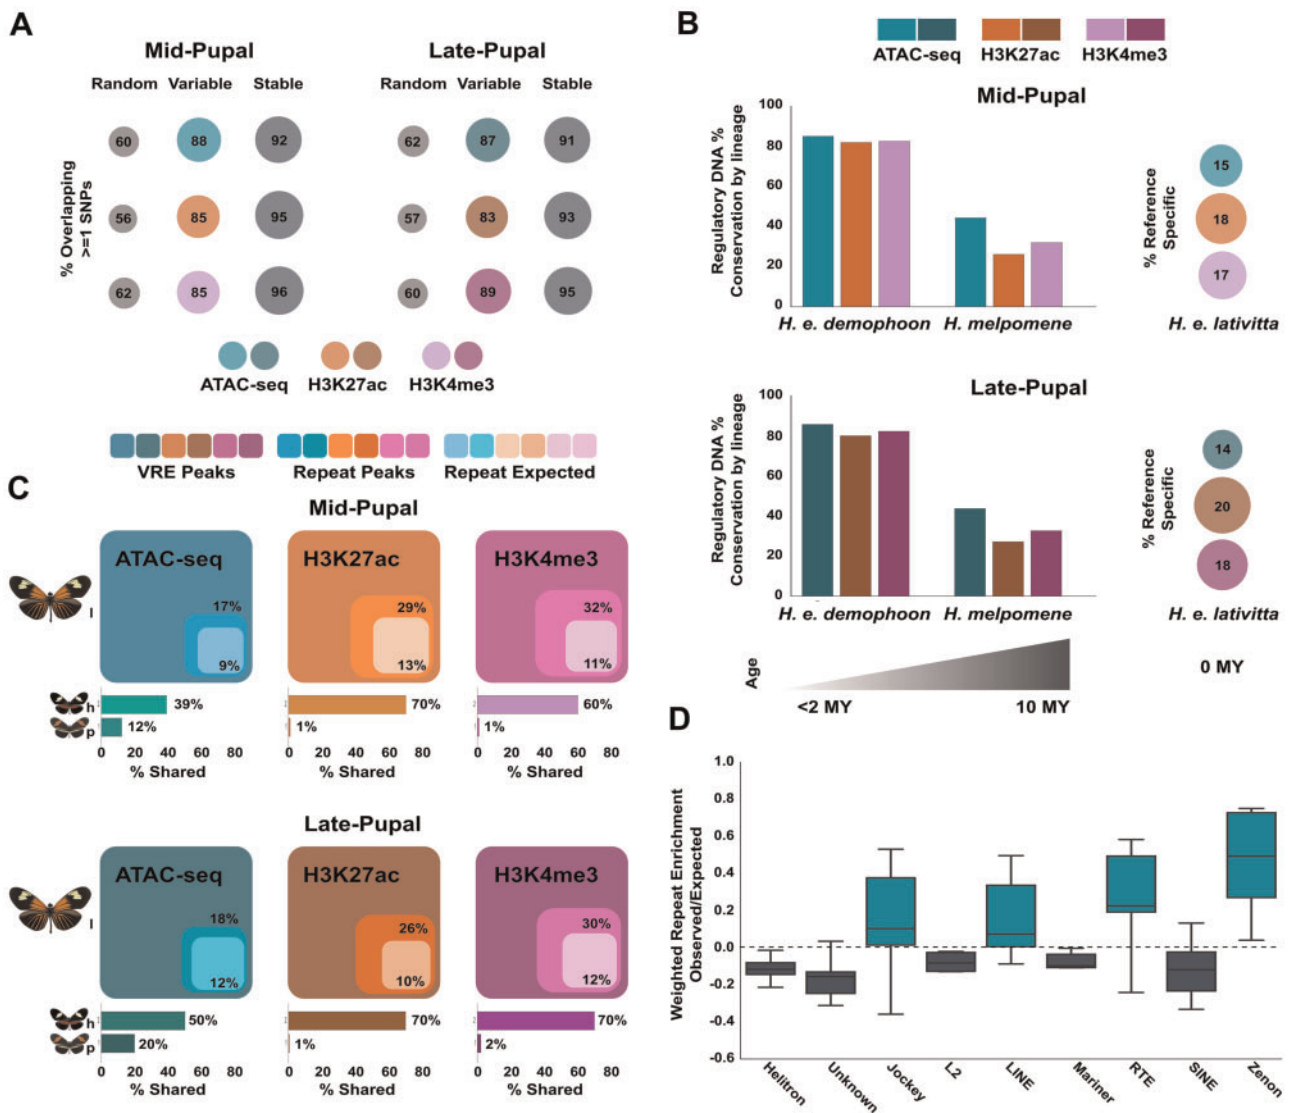 A
Mid-Pupal
Late-Pupal
Random Variable Stable
Random Variable Stable
% Overlapping
>=1 SNPs
60 88 92
62 87 91
56 85 95
57 83 93
62 85 96
60 89 95
ATAC-seq H3K27ac H3K4me3
B
ATAC-seq H3K27ac H3K4me3
Mid-Pupal
Regulatory DNA %
Conservation by lineage
100
80
60
40
20
0
H. e. demophoon H. melpomene
% Reference
Specific
15
18
17
H. e. lativitta
Late-Pupal
Regulatory DNA %
Conservation by lineage
100
80
60
40
20
0
H. e. demophoon H. melpomene
% Reference
Specific
14
20
18
H. e. lativitta
Age
<2 MY 10 MY
0 MY
VRE Peaks Repeat Peaks Repeat Expected
C
Mid-Pupal
ATAC-seq H3K27ac H3K4me3
l
17% 29% 32%
9% 13% 11%
h 39% 70% 60%
p 12% 1% 1%
0 20 40 60 80
0 20 40 60 80
0 20 40 60 80
% Shared % Shared % Shared
Late-Pupal
ATAC-seq H3K27ac H3K4me3
l
18% 26% 30%
12% 10% 12%
h 50% 70% 70%
p 20% 1% 2%
0 20 40 60 80
0 20 40 60 80
0 20 40 60 80
% Shared % Shared % Shared
D
Weighted Repeat Enrichment
Observed/Expected
1.0
0.8
0.6
0.4
0.2
0.0
-0.2
-0.4
-0.6
Helitron
Unknown
Jockey
L2
LINE
Mariner
RTE
SINE
Zenon